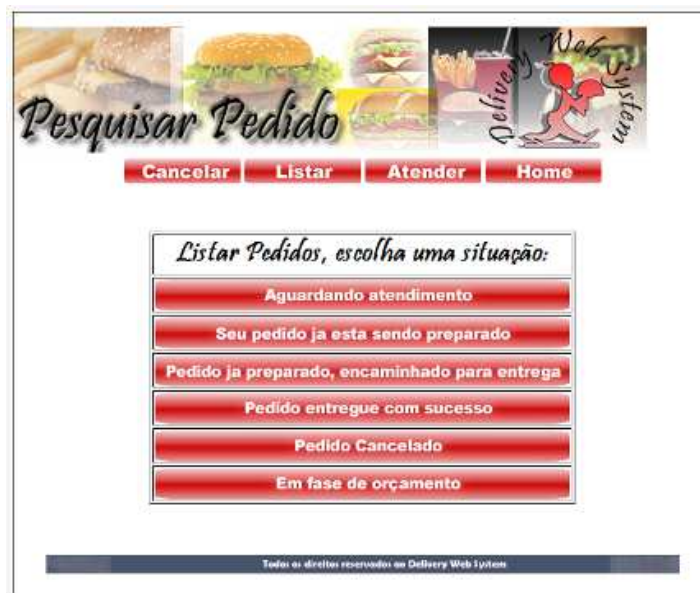 Pesquisar Pedido
Delivery Web System
Cancelar Listar Atender Home
Listar Pedidos, escolha uma situação:
Aguardando atendimento
Seu pedido ja esta sendo preparado
Pedido ja preparado, encaminhado para entrega
Pedido entregue com sucesso
Pedido Cancelado
Em fase de orçamento
Todos os direitos reservados ao Delivery Web System